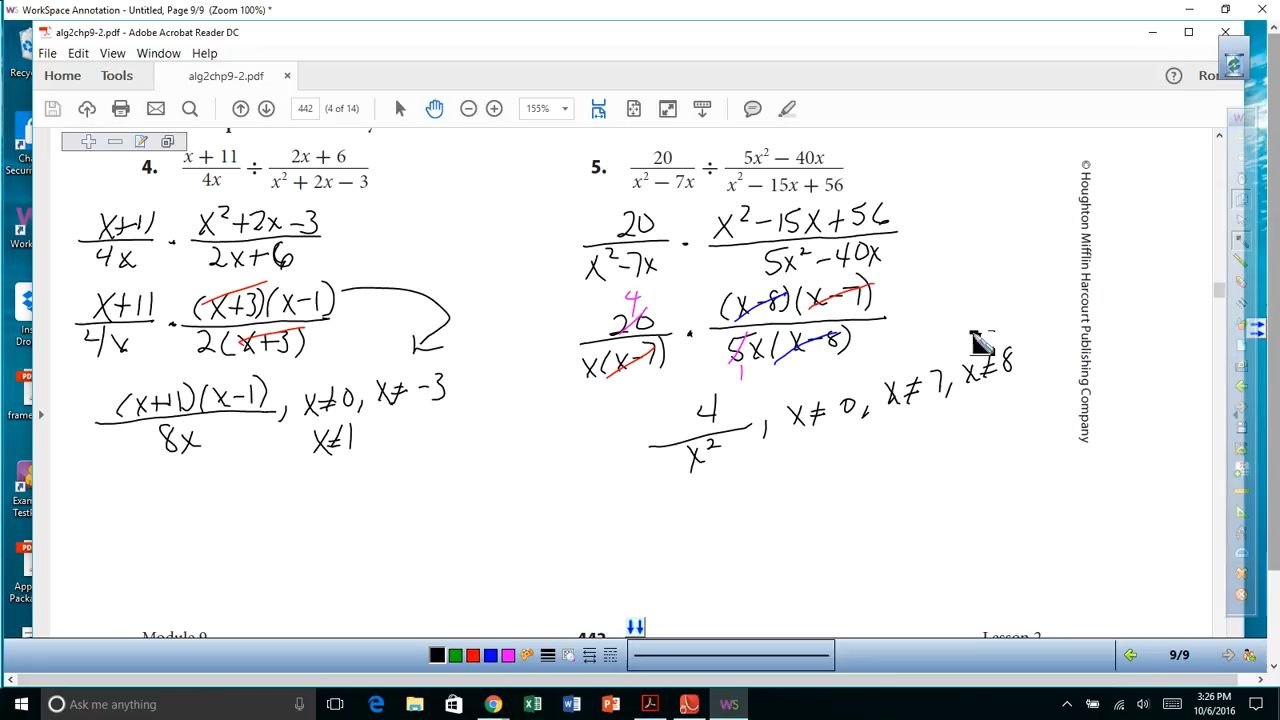 WorkSpace Annotation - Untitled, Page 9/9 (Zoom 100%) *
alg2chp9-2.pdf - Adobe Acrobat Reader DC
File Edit View Window Help
Home Tools alg2chp9-2.pdf × Ror
442 (4 of 14) 155%
4. x + 11 / 4x ÷ 2x + 6 / x² + 2x − 3
x+11 / 4x · x²+2x−3 / 2x+6
x+11 / 4x · (x+3)(x−1) / 2(x+3)
(x+11)(x−1) / 8x , x≠0, x≠ −3
x≠1
5. 20 / x² − 7x ÷ 5x² − 40x / x² − 15x + 56
20 / x²−7x · x²−15x+56 / 5x²−40x
4
20 / x(x−7) · (x−8)(x−7) / 5x(x−8)
1
4 / x² , x≠ 0, x≠7, x≠8
© Houghton Mifflin Harcourt Publishing Company
Module 9 442 Lesson 2
9/9
Ask me anything
WS
3:26 PM
10/6/2016